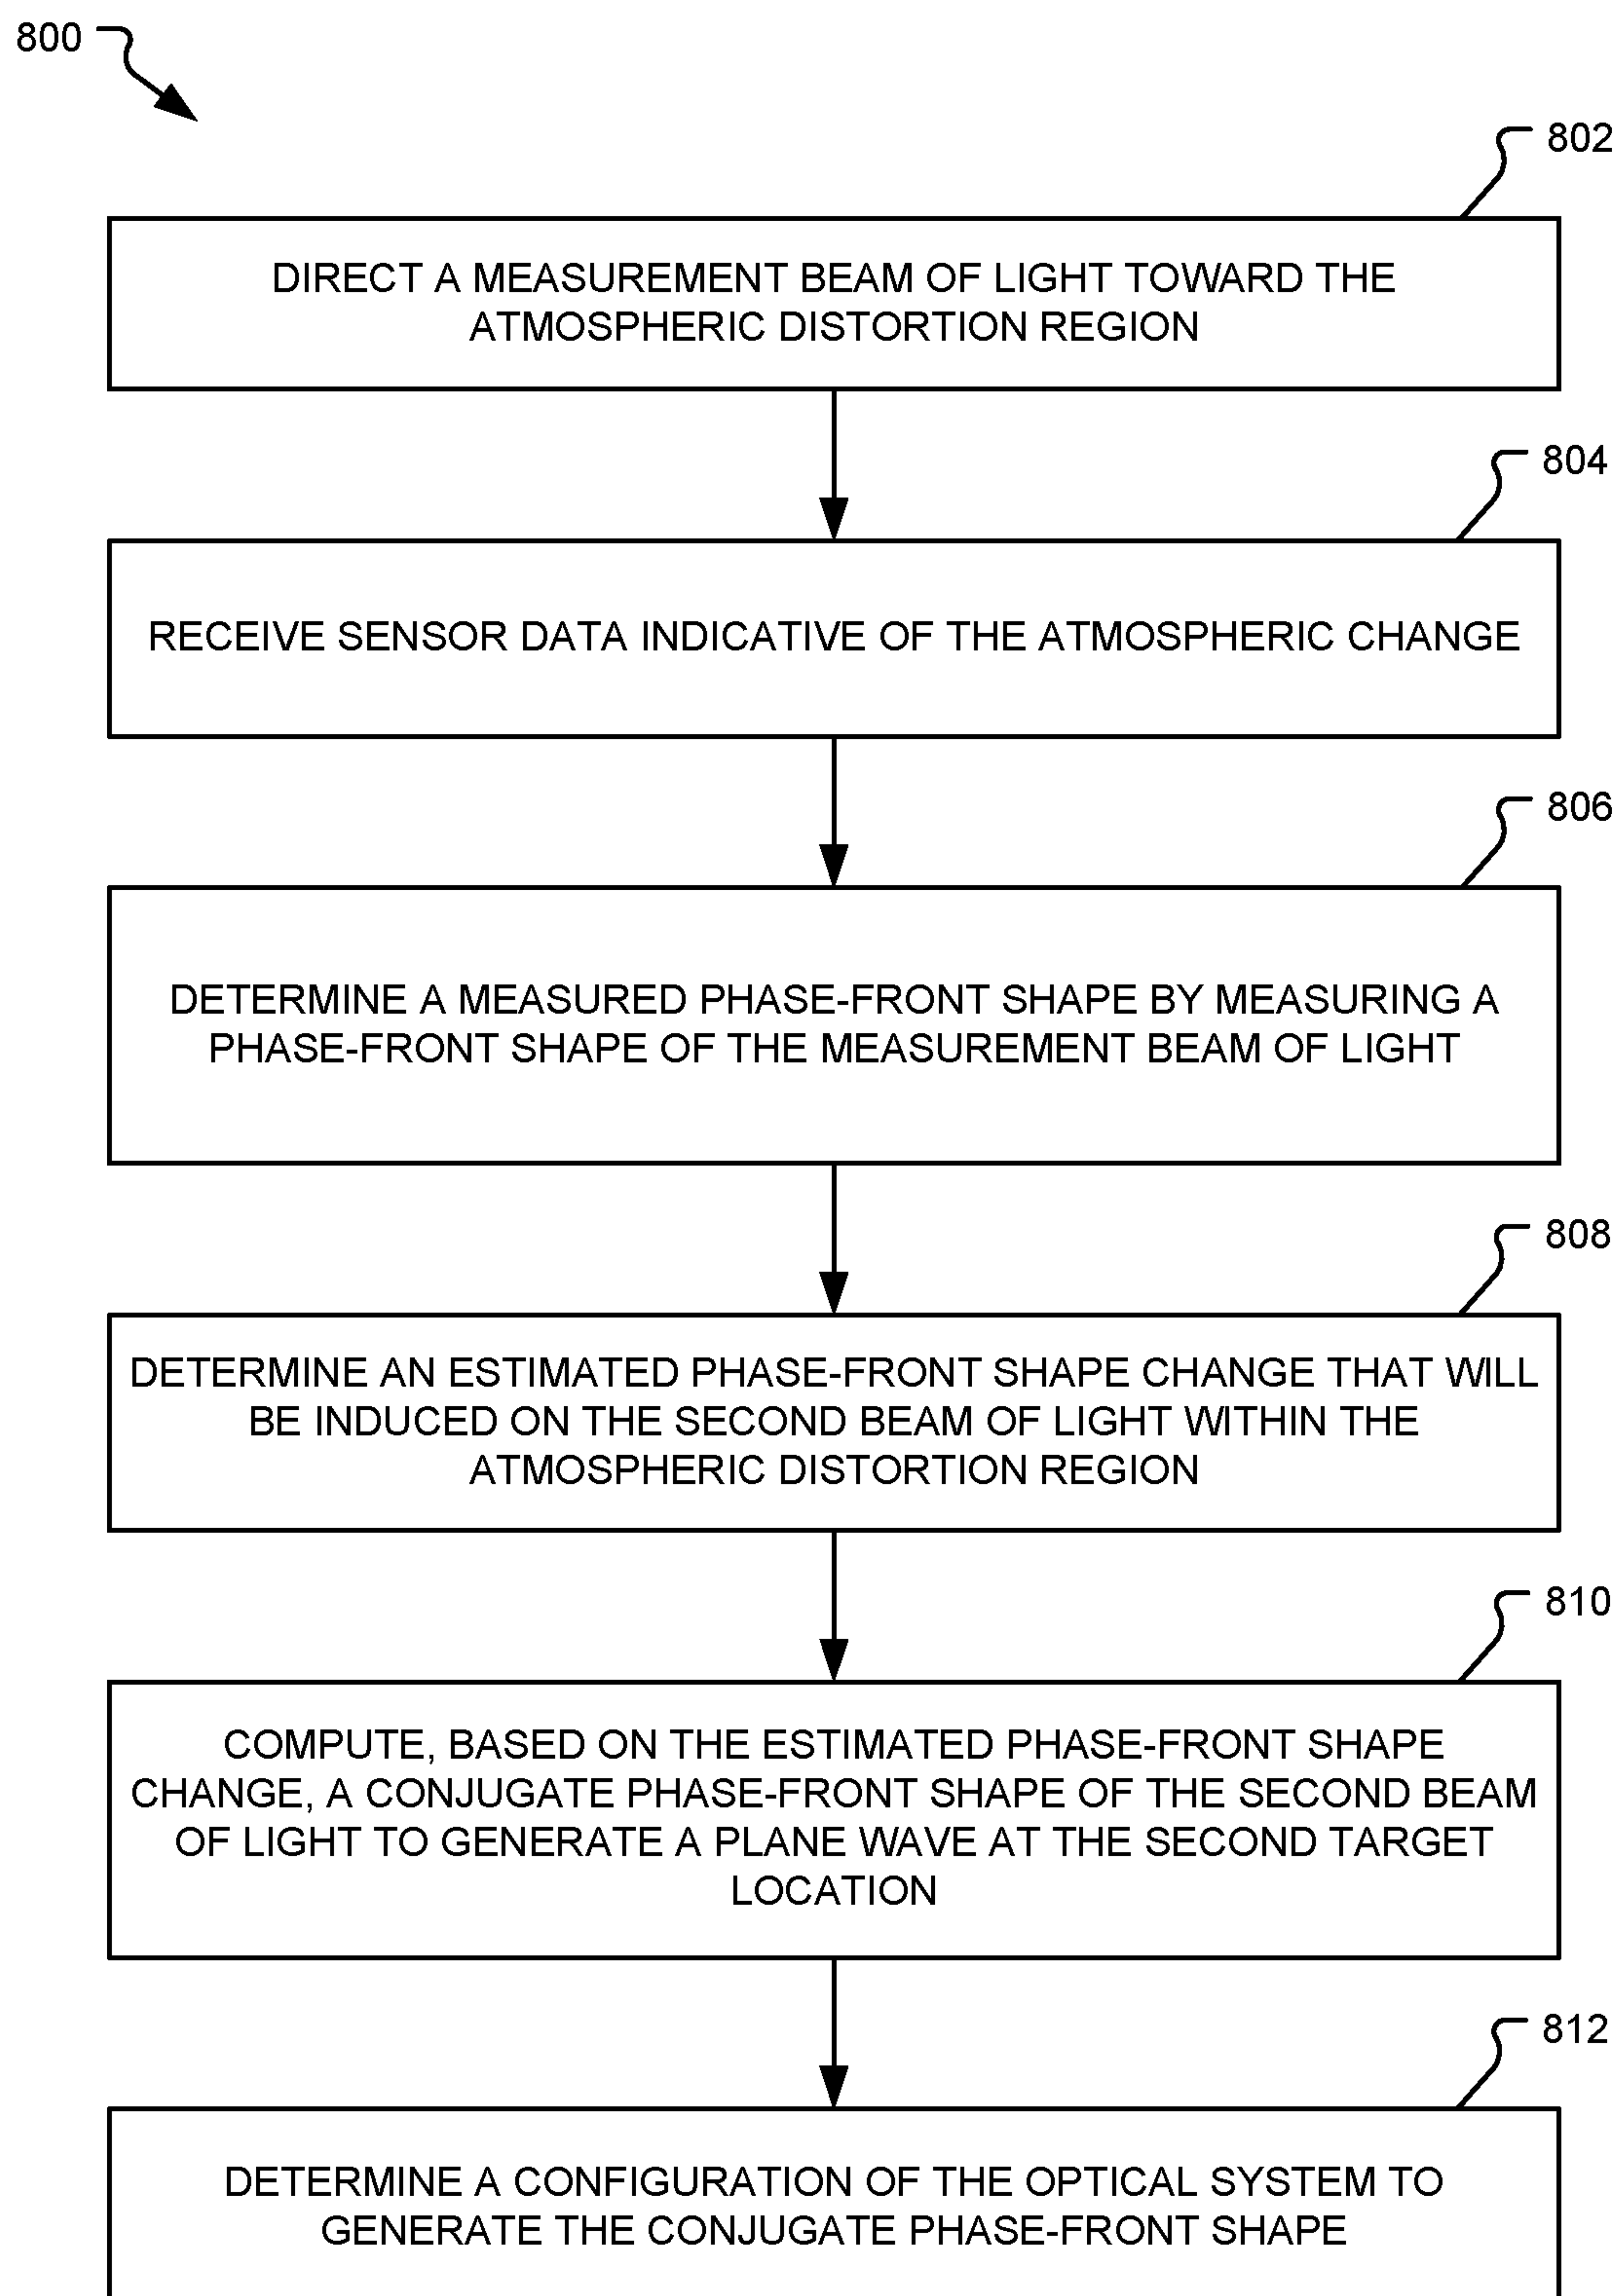 800
802
DIRECT A MEASUREMENT BEAM OF LIGHT TOWARD THE
ATMOSPHERIC DISTORTION REGION
804
RECEIVE SENSOR DATA INDICATIVE OF THE ATMOSPHERIC CHANGE
806
DETERMINE A MEASURED PHASE-FRONT SHAPE BY MEASURING A
PHASE-FRONT SHAPE OF THE MEASUREMENT BEAM OF LIGHT
808
DETERMINE AN ESTIMATED PHASE-FRONT SHAPE CHANGE THAT WILL
BE INDUCED ON THE SECOND BEAM OF LIGHT WITHIN THE
ATMOSPHERIC DISTORTION REGION
810
COMPUTE, BASED ON THE ESTIMATED PHASE-FRONT SHAPE
CHANGE, A CONJUGATE PHASE-FRONT SHAPE OF THE SECOND BEAM
OF LIGHT TO GENERATE A PLANE WAVE AT THE SECOND TARGET
LOCATION
812
DETERMINE A CONFIGURATION OF THE OPTICAL SYSTEM TO
GENERATE THE CONJUGATE PHASE-FRONT SHAPE